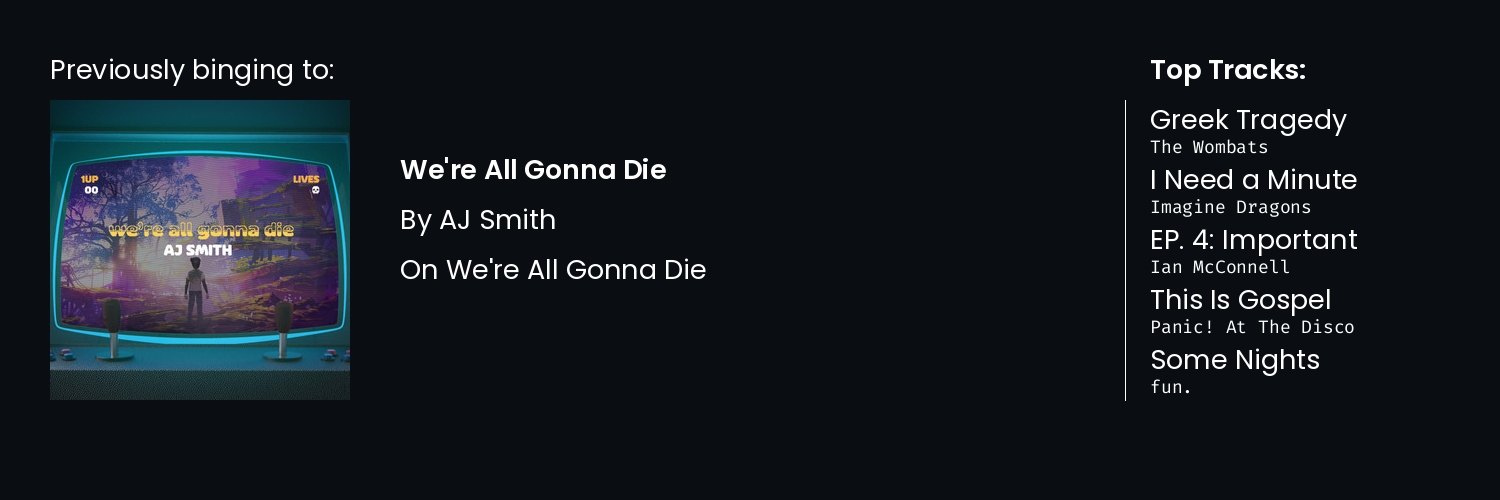 Previously binging to:
1UP
00
LIVES
we're all gonna die
AJ SMITH
We're All Gonna Die
By AJ Smith
On We're All Gonna Die
Top Tracks:
Greek Tragedy
The Wombats
I Need a Minute
Imagine Dragons
EP. 4: Important
Ian McConnell
This Is Gospel
Panic! At The Disco
Some Nights
fun.